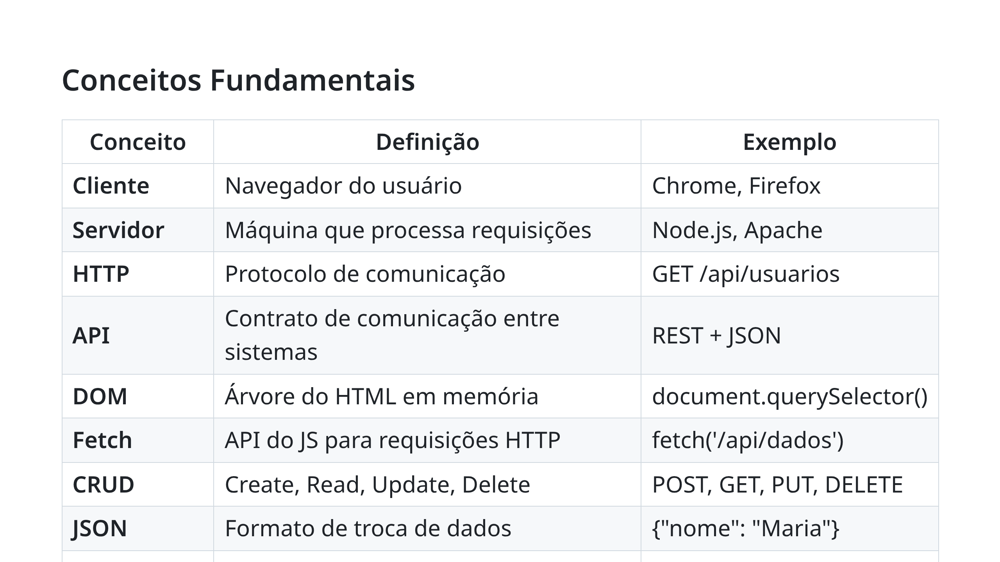 Conceitos Fundamentais
Conceito Definição Exemplo
Cliente Navegador do usuário Chrome, Firefox
Servidor Máquina que processa requisições Node.js, Apache
HTTP Protocolo de comunicação GET /api/usuarios
API Contrato de comunicação entre
sistemas REST + JSON
DOM Árvore do HTML em memória document.querySelector()
Fetch API do JS para requisições HTTP fetch('/api/dados')
CRUD Create, Read, Update, Delete POST, GET, PUT, DELETE
JSON Formato de troca de dados {"nome": "Maria"}